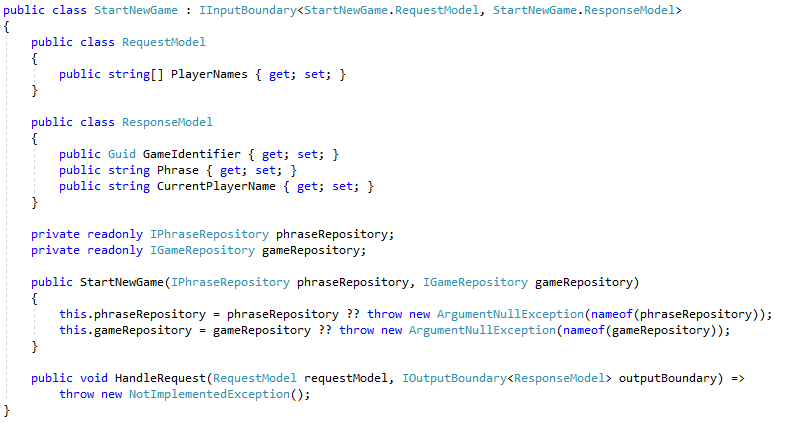 public class StartNewGame : IInputBoundary<StartNewGame.RequestModel, StartNewGame.ResponseModel>
{
    public class RequestModel
    {
        public string[] PlayerNames { get; set; }
    }

    public class ResponseModel
    {
        public Guid GameIdentifier { get; set; }
        public string Phrase { get; set; }
        public string CurrentPlayerName { get; set; }
    }

    private readonly IPhraseRepository phraseRepository;
    private readonly IGameRepository gameRepository;

    public StartNewGame(IPhraseRepository phraseRepository, IGameRepository gameRepository)
    {
        this.phraseRepository = phraseRepository ?? throw new ArgumentNullException(nameof(phraseRepository));
        this.gameRepository = gameRepository ?? throw new ArgumentNullException(nameof(gameRepository));
    }

    public void HandleRequest(RequestModel requestModel, IOutputBoundary<ResponseModel> outputBoundary) =>
        throw new NotImplementedException();
}